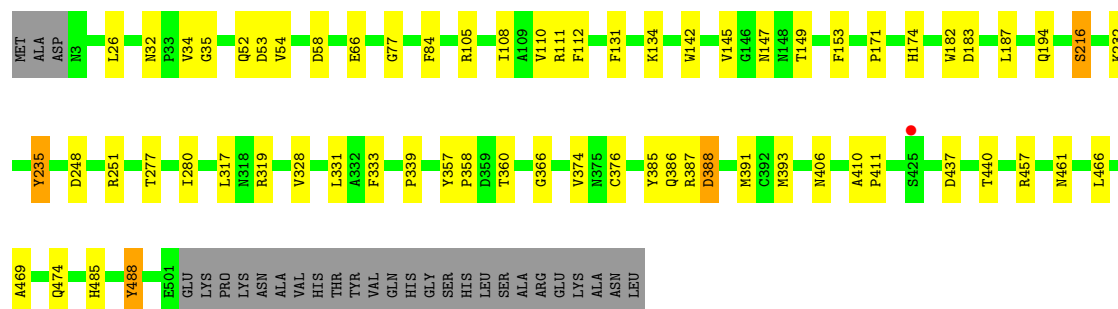 MET ALA ASP N3 L26 N32 P33 V34 G35 Q52 D53 V54 D58 E66 G77 F84 R105 I108 A109 V110 R111 F112 F131 K134 W142 V145 G146 N147 N148 T149 F153 P171 H174 W182 D183 L187 Q194 S216 K232
Y235 D248 R251 T277 I280 L317 N318 R319 V328 L331 A332 F333 P339 Y357 P358 D359 T360 G366 V374 N375 C376 Y385 Q386 R387 D388 M391 C392 M393 N406 A410 P411 S425 D437 T440 R457 N461 L466
A469 Q474 H485 Y488 E501 GLU LYS PRO LYS ASN ALA VAL HIS THR TYR VAL GLN HIS GLY SER HIS LEU SER ALA ARG GLU LYS ALA ASN LEU